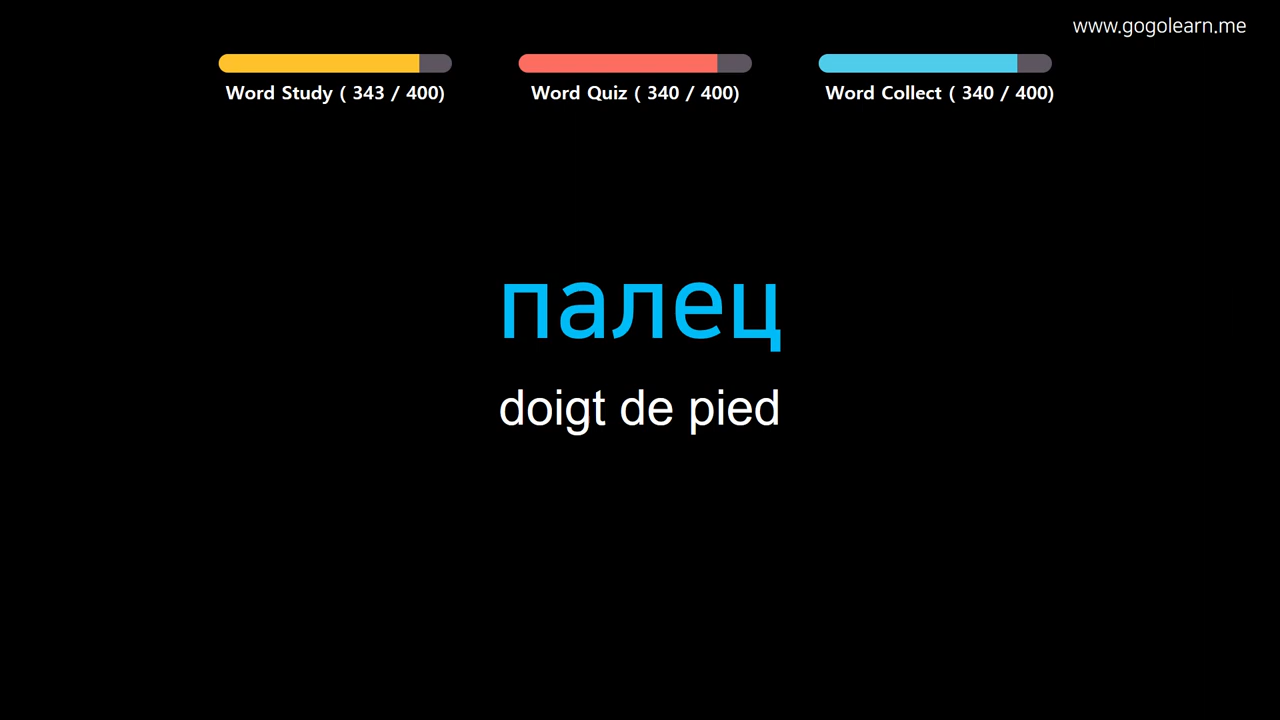 www.gogolearn.me
Word Study ( 343 / 400)
Word Quiz ( 340 / 400)
Word Collect ( 340 / 400)
палец
doigt de pied